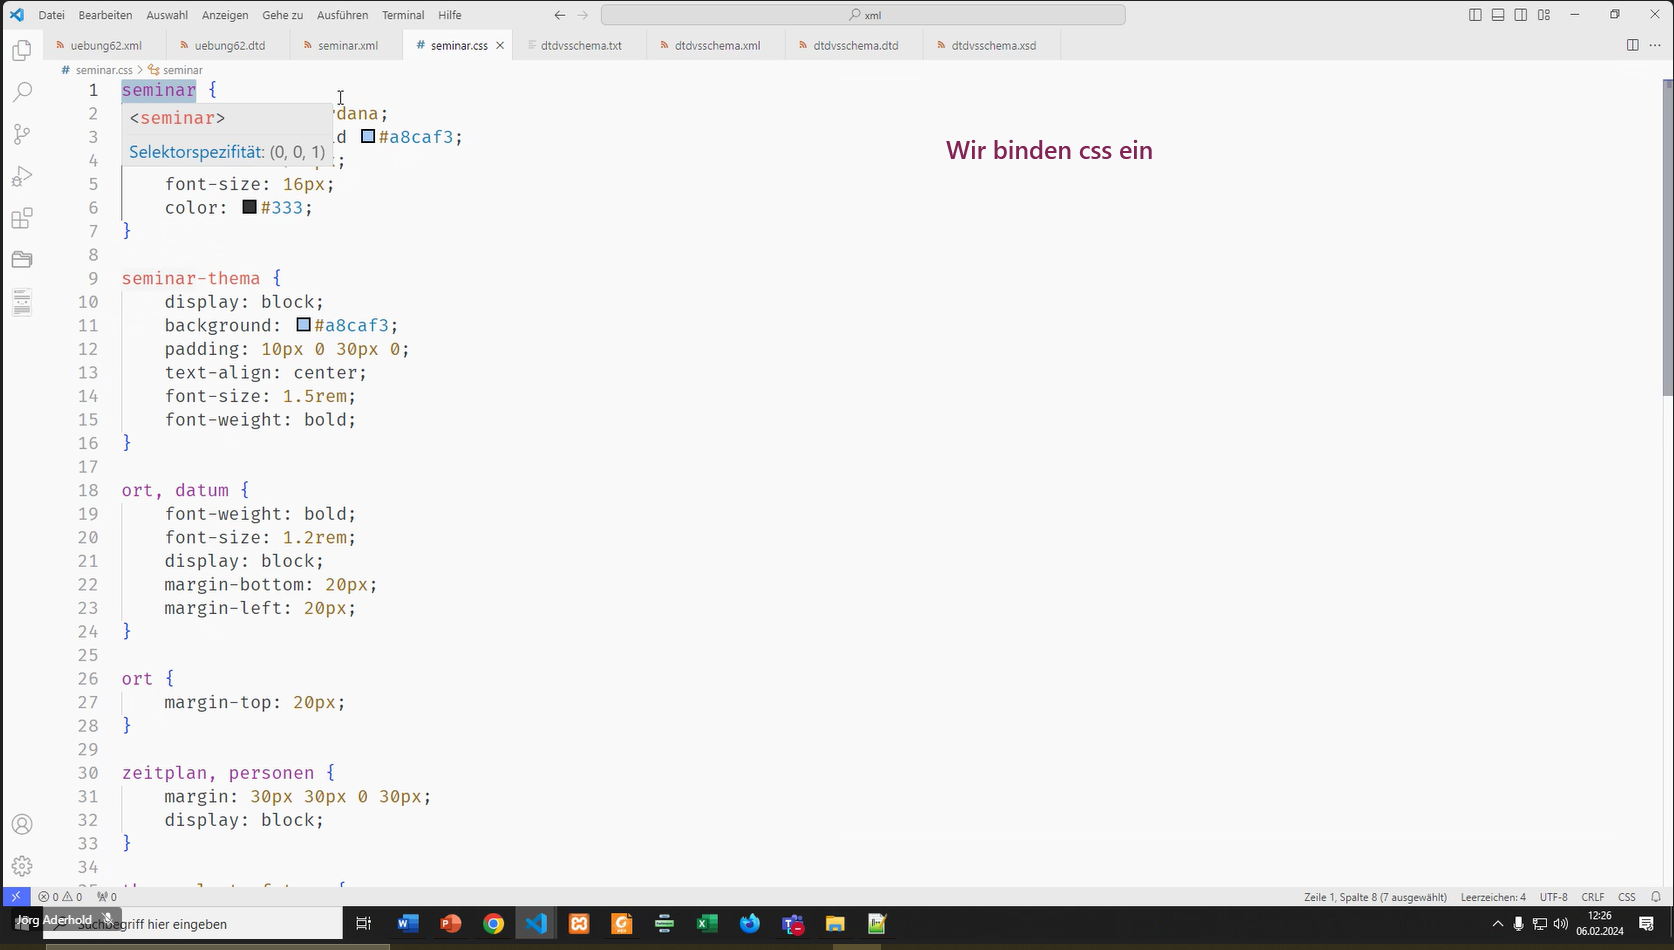 Datei Bearbeiten Auswahl Anzeigen Gehe zu Ausführen Terminal Hilfe xml
uebung62.xml uebung62.dtd seminar.xml # seminar.css dtdvsschema.txt dtdvsschema.xml dtdvsschema.dtd dtdvsschema.xsd
# seminar.css > seminar
1 seminar {
<seminar>
2 dana;
3 d #a8caf3;
Wir binden css ein
Selektorspezifität: (0, 0, 1)
4 ;
5 font-size: 16px;
6 color: #333;
7 }
8
9 seminar-thema {
10 display: block;
11 background: #a8caf3;
12 padding: 10px 0 30px 0;
13 text-align: center;
14 font-size: 1.5rem;
15 font-weight: bold;
16 }
17
18 ort, datum {
19 font-weight: bold;
20 font-size: 1.2rem;
21 display: block;
22 margin-bottom: 20px;
23 margin-left: 20px;
24 }
25
26 ort {
27 margin-top: 20px;
28 }
29
30 zeitplan, personen {
31 margin: 30px 30px 0 30px;
32 display: block;
33 }
34
0 0 0 Zeile 1, Spalte 8 (7 ausgewählt) Leerzeichen: 4 UTF-8 CRLF CSS
Jörg Aderhold
hbegriff hier eingeben
12:26
06.02.2024